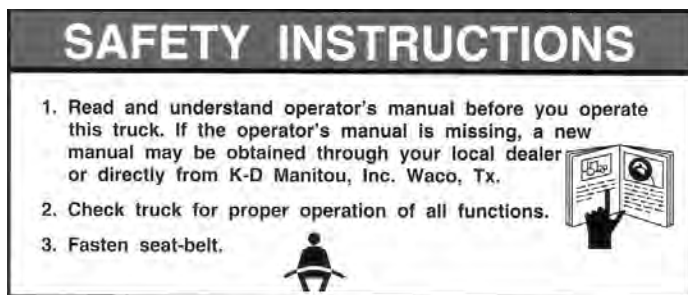 SAFETY INSTRUCTIONS
1. Read and understand operator's manual before you operate
this truck. If the operator's manual is missing, a new
manual may be obtained through your local dealer
or directly from K-D Manitou, Inc. Waco, Tx.
2. Check truck for proper operation of all functions.
3. Fasten seat-belt.